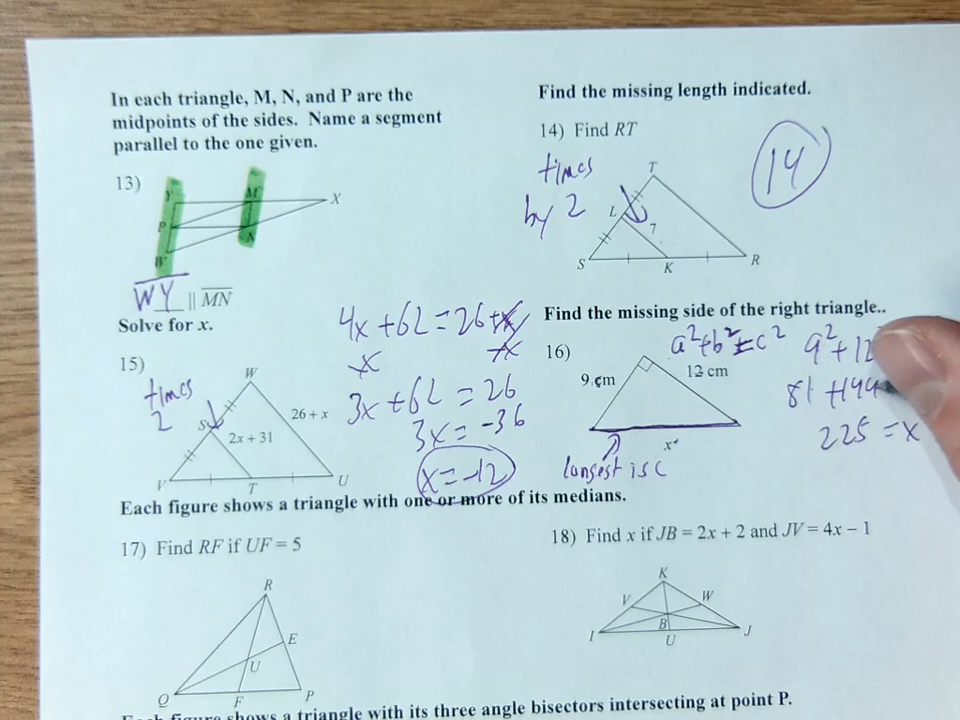 In each triangle, M, N, and P are the
midpoints of the sides. Name a segment
parallel to the one given.
13)
Y
M
X
P
N
W
WY || MN
Find the missing length indicated.
14) Find RT
times
by 2
14
T
L
7
S
K
R
Solve for x.
15)
times
2
W
S
26 + x
2x + 31
V
T
U
4x + 62 = 26 + x
-x
-x
3x + 62 = 26
3x = -36
x = -12
Find the missing side of the right triangle..
16)
a² + b² = c²
9 cm
12 cm
x
longest is c
9² + 12
81 + 144
225 = x
Each figure shows a triangle with one or more of its medians.
17) Find RF if UF = 5
R
E
U
Q
F
P
18) Find x if JB = 2x + 2 and JV = 4x − 1
K
V
W
B
I
U
J
Each figure shows a triangle with its three angle bisectors intersecting at point P.